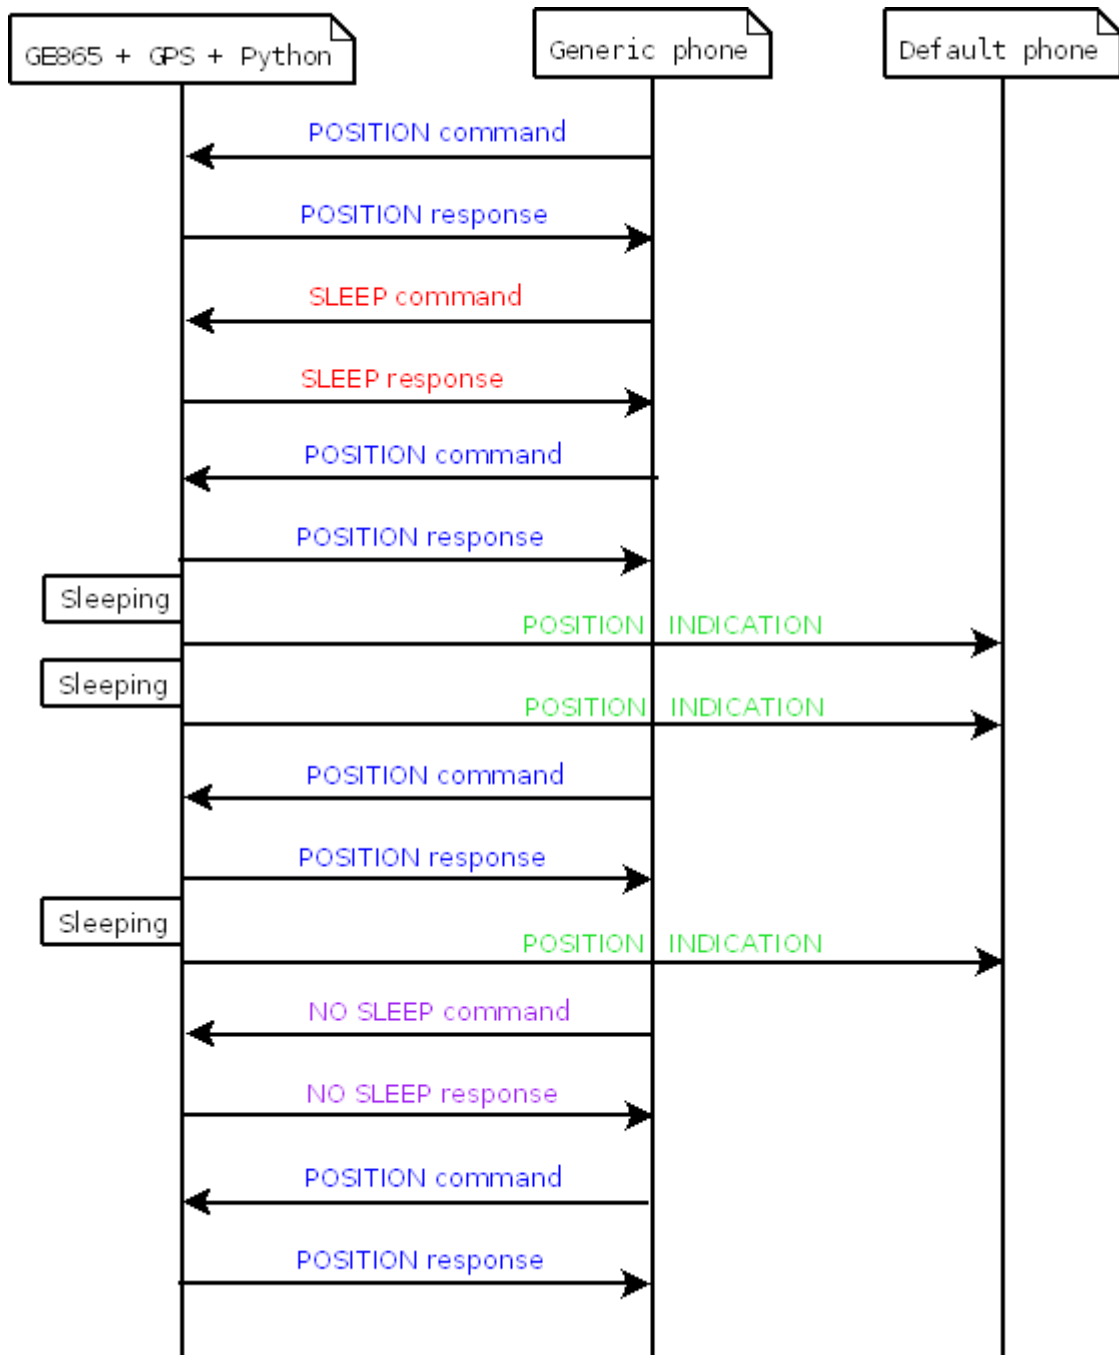 GE865 + GPS + Python
Generic phone
Default phone
POSITION command
POSITION response
SLEEP command
SLEEP response
POSITION command
POSITION response
Sleeping
POSITION INDICATION
Sleeping
POSITION INDICATION
POSITION command
POSITION response
Sleeping
POSITION INDICATION
NO SLEEP command
NO SLEEP response
POSITION command
POSITION response